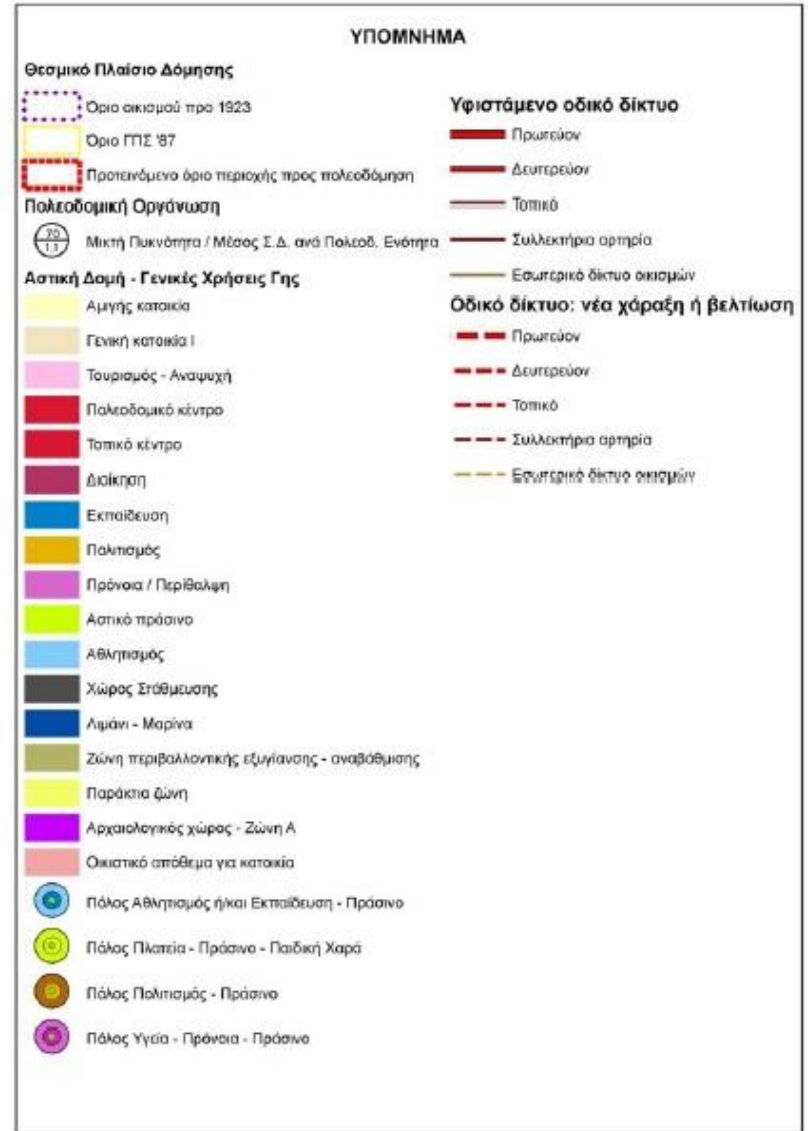 ΥΠΟΜΝΗΜΑ
Θεσμικό Πλαίσιο Δόμησης
Όριο οικισμού προ 1923
Όριο ΓΠΣ '87
Προτεινόμενο όριο περιοχής προς πολεοδόμηση
Πολεοδομική Οργάνωση
70
1.1
Μικτή Πυκνότητα / Μέσος Σ.Δ. ανά Πολεοδ. Ενότητα
Αστική Δομή - Γενικές Χρήσεις Γης
Αμιγής κατοικία
Γενική κατοικία Ι
Τουρισμός - Αναψυχή
Πολεοδομικό κέντρο
Τοπικό κέντρο
Διοίκηση
Εκπαίδευση
Πολιτισμός
Πρόνοια / Περίθαλψη
Αστικό πράσινο
Αθλητισμός
Χώρος Στάθμευσης
Λιμάνι - Μαρίνα
Ζώνη περιβαλλοντικής εξυγίανσης - αναβάθμισης
Παράκτια ζώνη
Αρχαιολογικός χώρος - Ζώνη Α
Οικιστικό απόθεμα για κατοικία
Πόλος Αθλητισμός ή/και Εκπαίδευση - Πράσινο
Πόλος Πλατεία - Πράσινο - Παιδική Χαρά
Πόλος Πολιτισμός - Πράσινο
Πόλος Υγεία - Πρόνοια - Πράσινο
Υφιστάμενο οδικό δίκτυο
Πρωτεύον
Δευτερεύον
Τοπικό
Συλλεκτήρια αρτηρία
Εσωτερικό δίκτυο οικισμών
Οδικό δίκτυο: νέα χάραξη ή βελτίωση
Πρωτεύον
Δευτερεύον
Τοπικό
Συλλεκτήρια αρτηρία
Εσωτερικό δίκτυο οικισμών